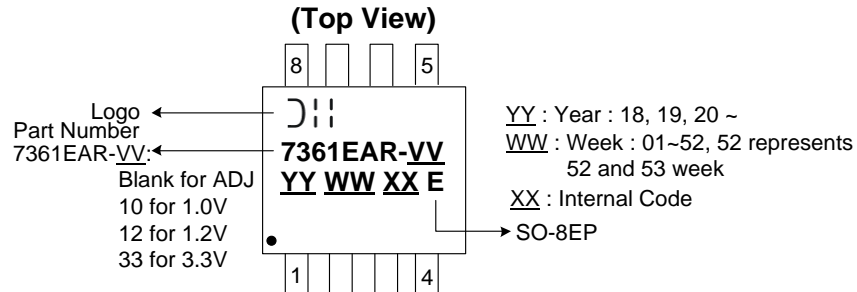 (Top View)
8
5
Logo
Part Number
7361EAR-VV:
Blank for ADJ
10 for 1.0V
12 for 1.2V
33 for 3.3V
7361EAR-VV
YY WW XX E
YY : Year : 18, 19, 20 ~
WW : Week : 01~52, 52 represents
52 and 53 week
XX : Internal Code
SO-8EP
1
4